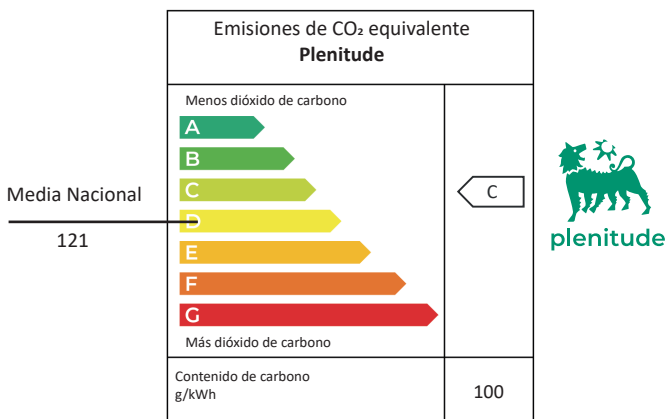 Emisiones de CO₂ equivalente
Plenitude
Menos dióxido de carbono
A
B
C
C
Media Nacional
D
121
E
F
G
Más dióxido de carbono
Contenido de carbono
g/kWh
100
plenitude